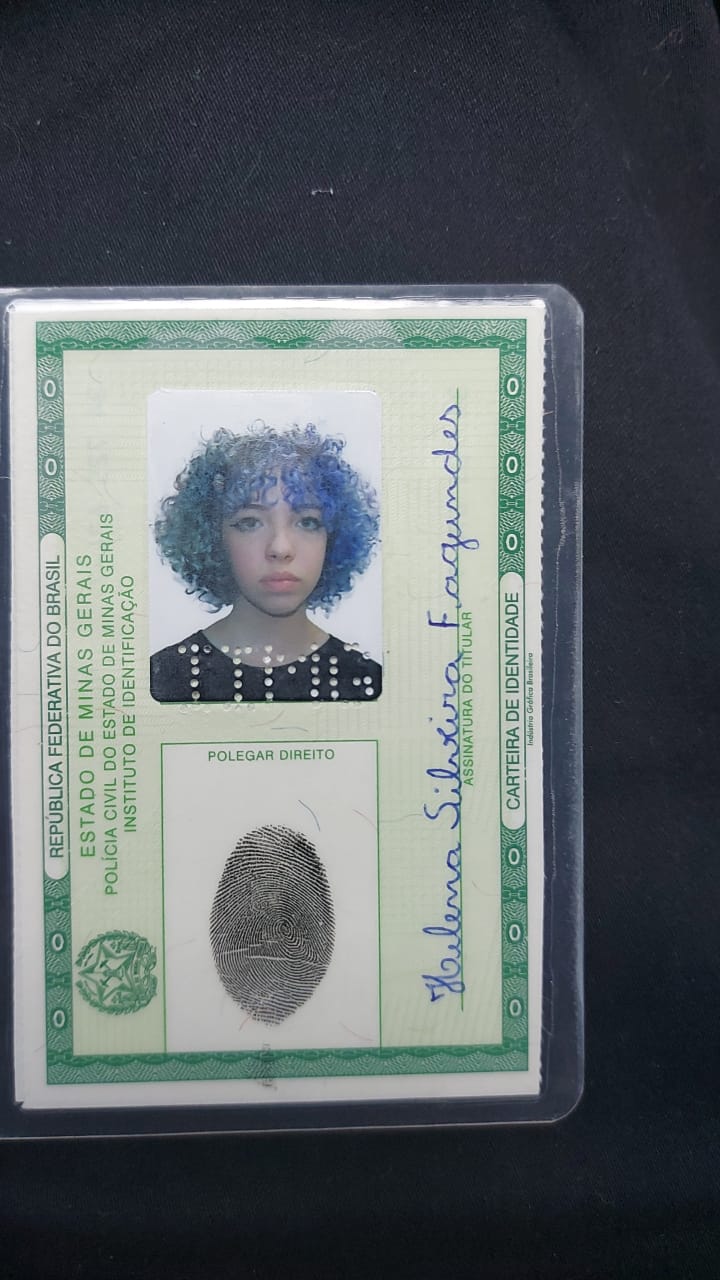 REPÚBLICA FEDERATIVA DO BRASIL
ESTADO DE MINAS GERAIS
POLÍCIA CIVIL DO ESTADO DE MINAS GERAIS
INSTITUTO DE IDENTIFICAÇÃO
POLEGAR DIREITO
Helena Silveira Fagundes
ASSINATURA DO TITULAR
CARTEIRA DE IDENTIDADE
Indústria Gráfica Brasileira